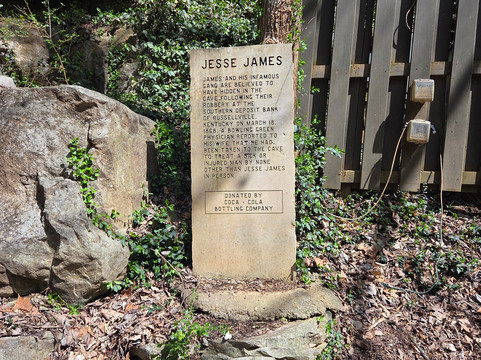 JESSE JAMES
JAMES AND HIS INFAMOUS
GANG ARE BELIEVED TO
HAVE HIDDEN IN THE
CAVE FOLLOWING THEIR
ROBBERY AT THE
SOUTHERN DEPOSIT BANK
OF RUSSELLVILLE,
KENTUCKY ON MARCH 18,
1868. A BOWLING GREEN
PHYSICIAN REPORTED TO
HIS WIFE THAT HE HAD
BEEN TAKEN TO THE CAVE
TO TREAT A SICK OR
INJURED MAN BY NONE
OTHER THAN JESSE JAMES
IN PERSON.
DONATED BY
COCA - COLA
BOTTLING COMPANY